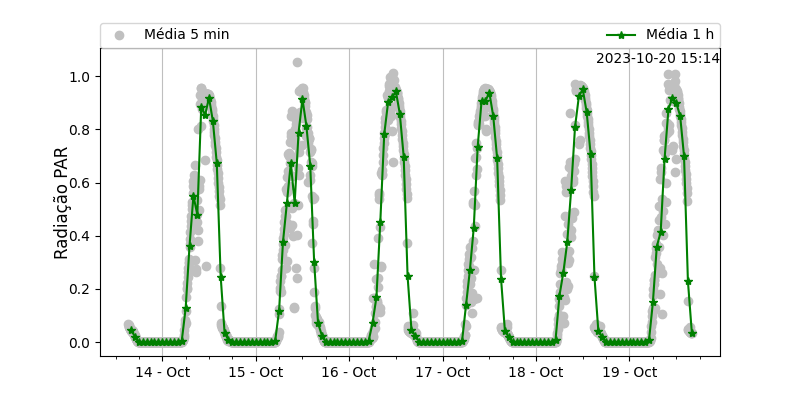 Média 5 min
Média 1 h
2023-10-20 15:14
Radiação PAR
1.0
0.8
0.6
0.4
0.2
0.0
14 - Oct
15 - Oct
16 - Oct
17 - Oct
18 - Oct
19 - Oct